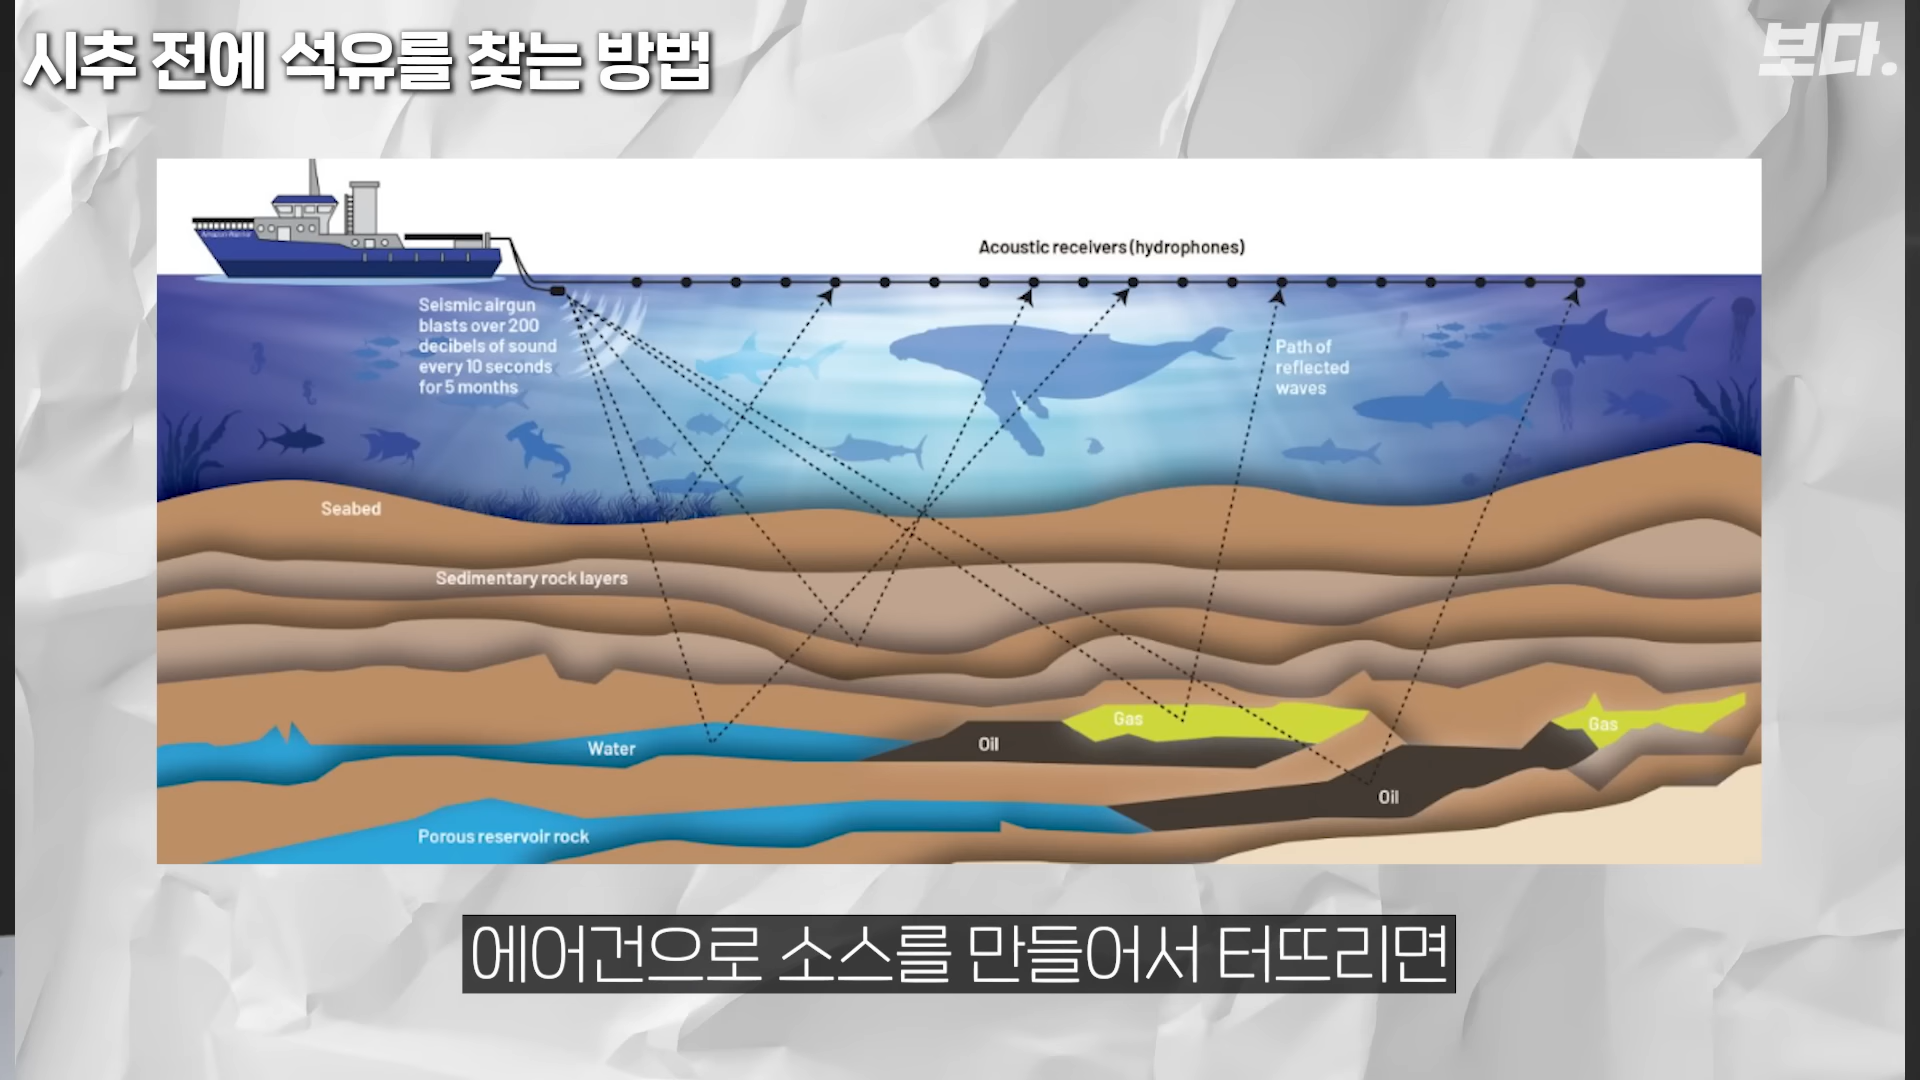 시추 전에 석유를 찾는 방법
보다.
Acoustic receivers (hydrophones)
Seismic airgun
blasts over 200
decibels of sound
every 10 seconds
for 5 months
Path of
reflected
waves
Seabed
Sedimentary rock layers
Gas
Gas
Water
Oil
Oil
Porous reservoir rock
에어건으로 소스를 만들어서 터뜨리면